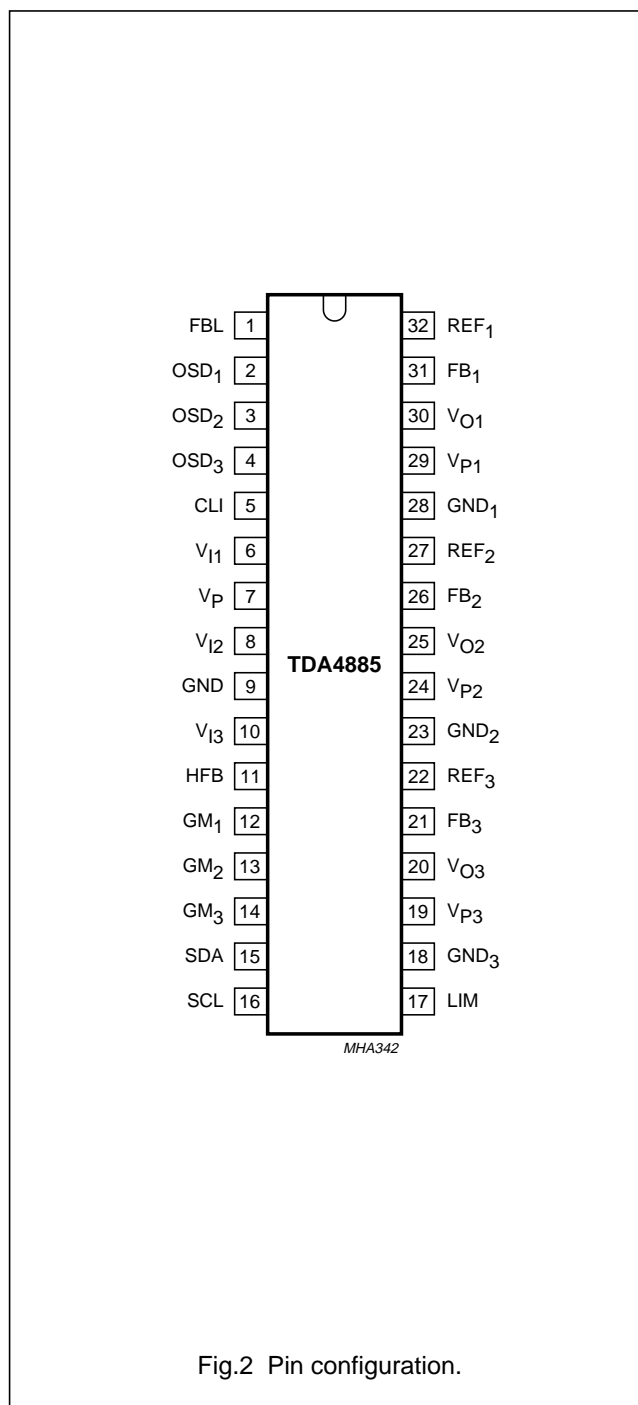 FBL 1 32 REF1
OSD1 2 31 FB1
OSD2 3 30 VO1
OSD3 4 29 VP1
CLI 5 28 GND1
VI1 6 27 REF2
VP 7 26 FB2
VI2 8 25 VO2
TDA4885
GND 9 24 VP2
VI3 10 23 GND2
HFB 11 22 REF3
GM1 12 21 FB3
GM2 13 20 VO3
GM3 14 19 VP3
SDA 15 18 GND3
SCL 16 17 LIM
MHA342
Fig.2 Pin configuration.